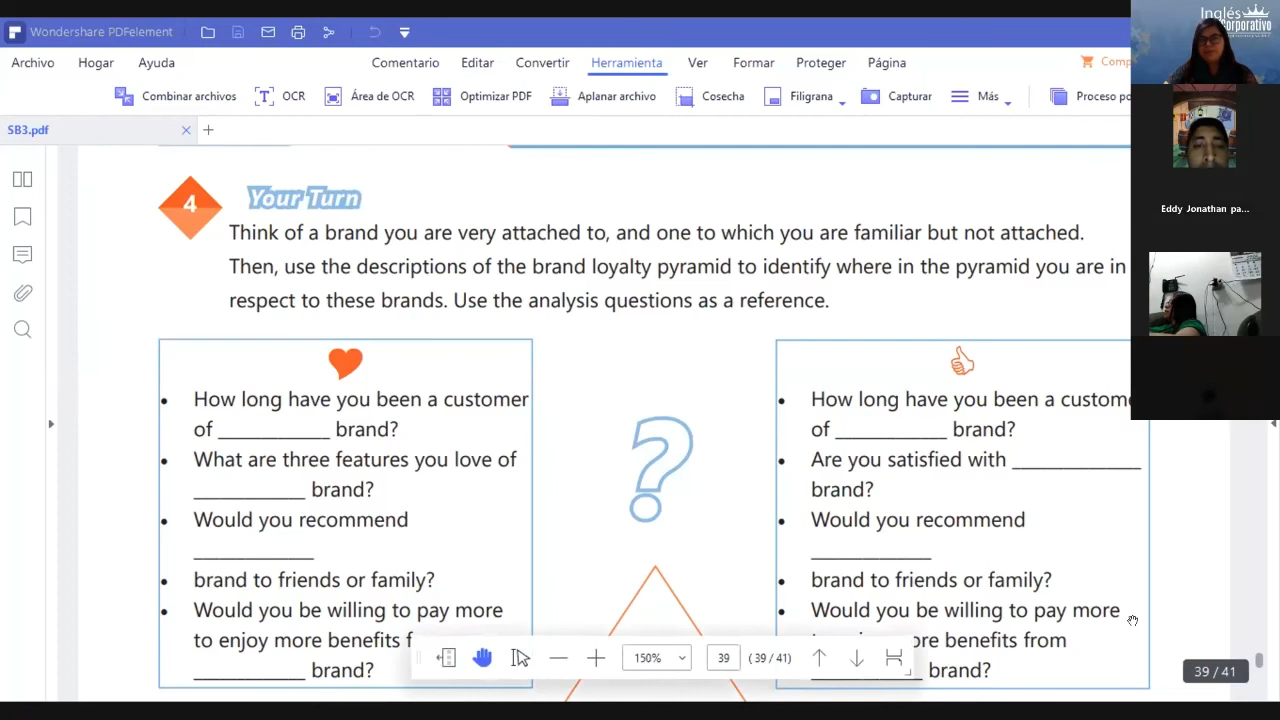 Inglés
Corporativo
Wondershare PDFelement
Archivo Hogar Ayuda Comentario Editar Convertir Herramienta Ver Formar Proteger Página Comp
Combinar archivos OCR Área de OCR Optimizar PDF Aplanar archivo Cosecha Filigrana Capturar Más Proceso po
SB3.pdf
4 Your Turn
Think of a brand you are very attached to, and one to which you are familiar but not attached.
Then, use the descriptions of the brand loyalty pyramid to identify where in the pyramid you are in
respect to these brands. Use the analysis questions as a reference.
Eddy Jonathan pa...
• How long have you been a customer
of ___________ brand?
• What are three features you love of
___________ brand?
• Would you recommend
____________
• brand to friends or family?
• Would you be willing to pay more
to enjoy more benefits f
___________ brand?
?
• How long have you been a custome
of ___________ brand?
• Are you satisfied with _____________
brand?
• Would you recommend
____________
• brand to friends or family?
• Would you be willing to pay more
ore benefits from
___________ brand?
150% 39 (39/41)
39 / 41